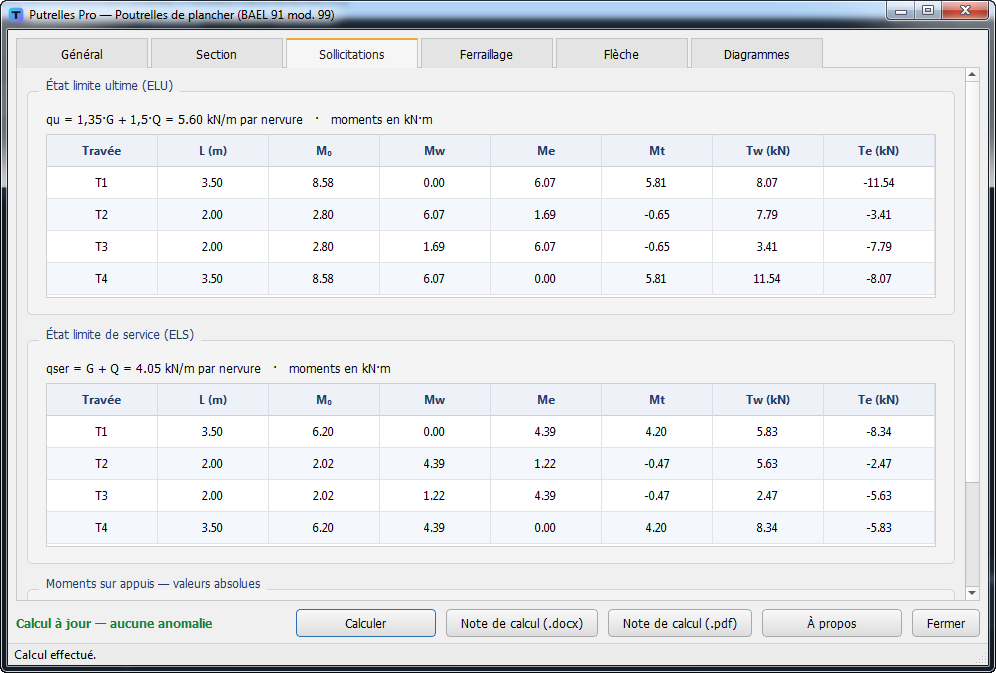 Putrelles Pro — Poutrelles de plancher (BAEL 91 mod. 99)
Général Section Sollicitations Ferraillage Flèche Diagrammes
État limite ultime (ELU)
qu = 1,35·G + 1,5·Q = 5.60 kN/m par nervure · moments en kN·m
Travée L (m) M₀ Mw Me Mt Tw (kN) Te (kN)
T1 3.50 8.58 0.00 6.07 5.81 8.07 -11.54
T2 2.00 2.80 6.07 1.69 -0.65 7.79 -3.41
T3 2.00 2.80 1.69 6.07 -0.65 3.41 -7.79
T4 3.50 8.58 6.07 0.00 5.81 11.54 -8.07
État limite de service (ELS)
qser = G + Q = 4.05 kN/m par nervure · moments en kN·m
Travée L (m) M₀ Mw Me Mt Tw (kN) Te (kN)
T1 3.50 6.20 0.00 4.39 4.20 5.83 -8.34
T2 2.00 2.02 4.39 1.22 -0.47 5.63 -2.47
T3 2.00 2.02 1.22 4.39 -0.47 2.47 -5.63
T4 3.50 6.20 4.39 0.00 4.20 8.34 -5.83
Moments sur appuis — valeurs absolues
Calcul à jour — aucune anomalie Calculer Note de calcul (.docx) Note de calcul (.pdf) À propos Fermer
Calcul effectué.